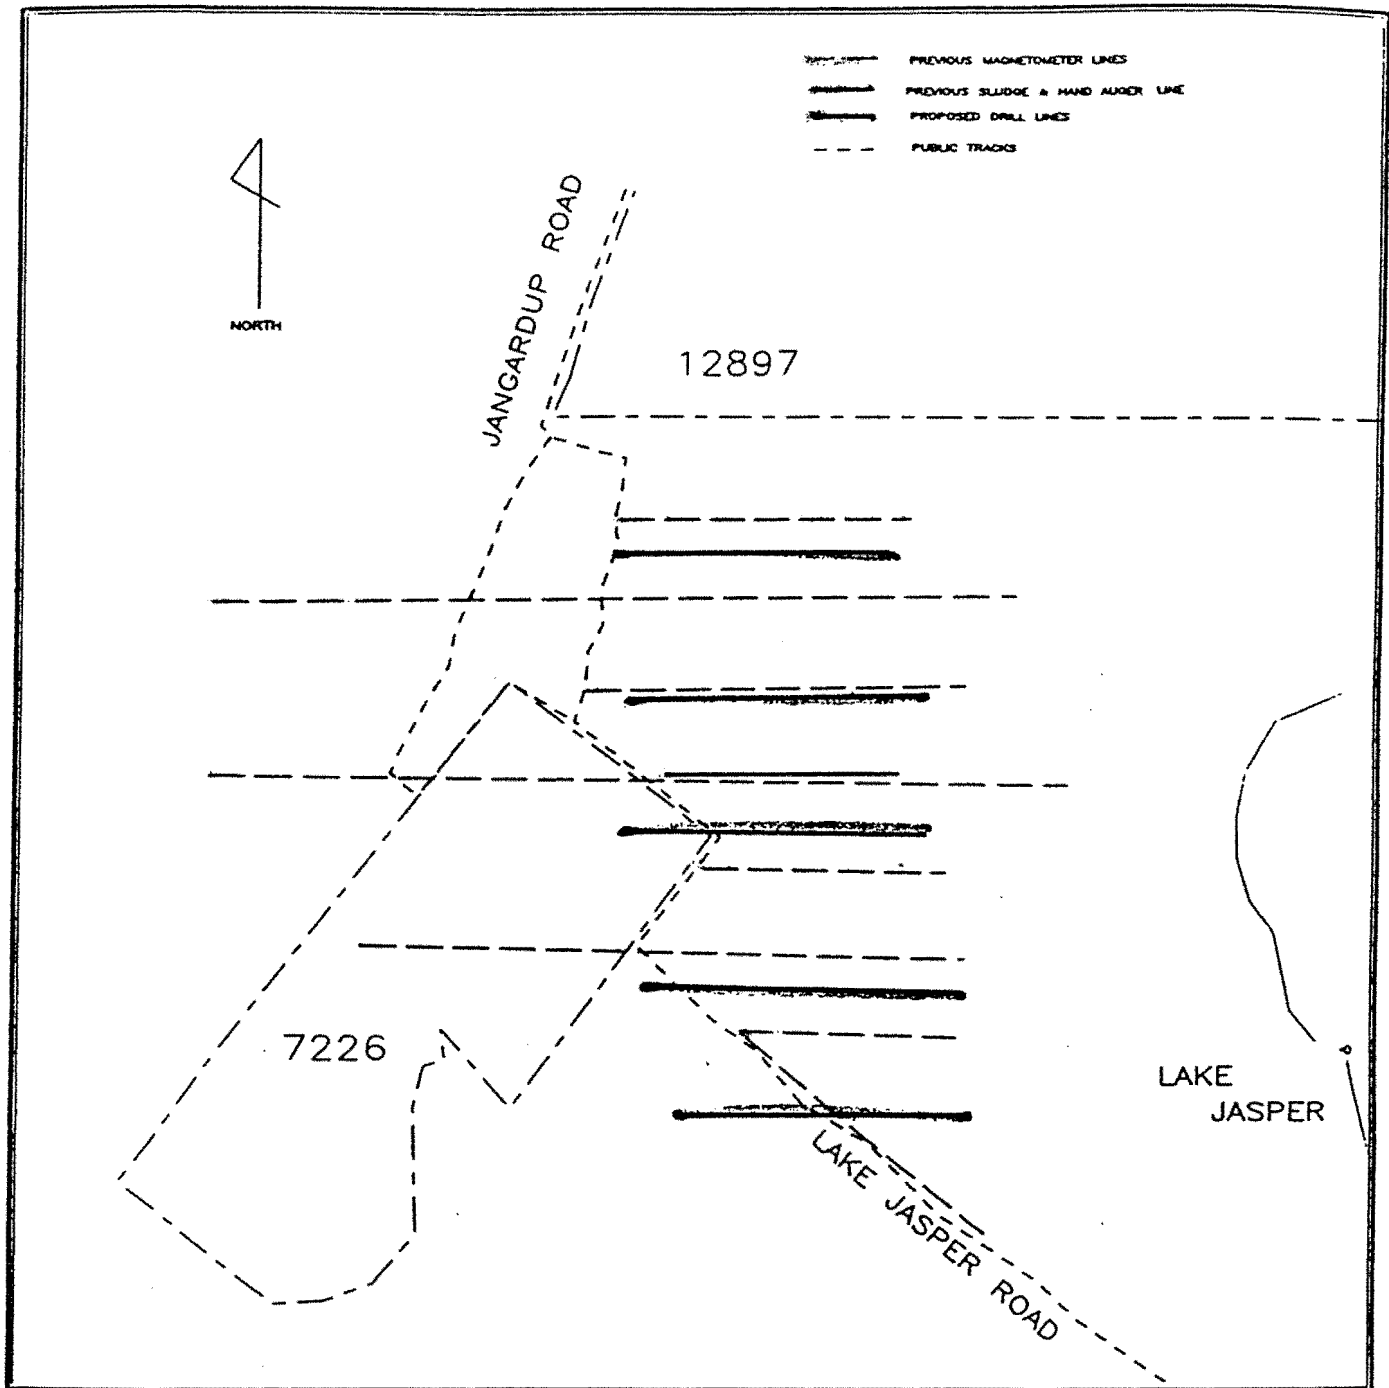 PREVIOUS MAGNETOMETER LINES
PREVIOUS SLUDGE & HAND AUGER LINE
PROPOSED DRILL LINES
PUBLIC TRACKS
NORTH
JANGARDUP ROAD
12897
7226
LAKE
JASPER
LAKE JASPER ROAD